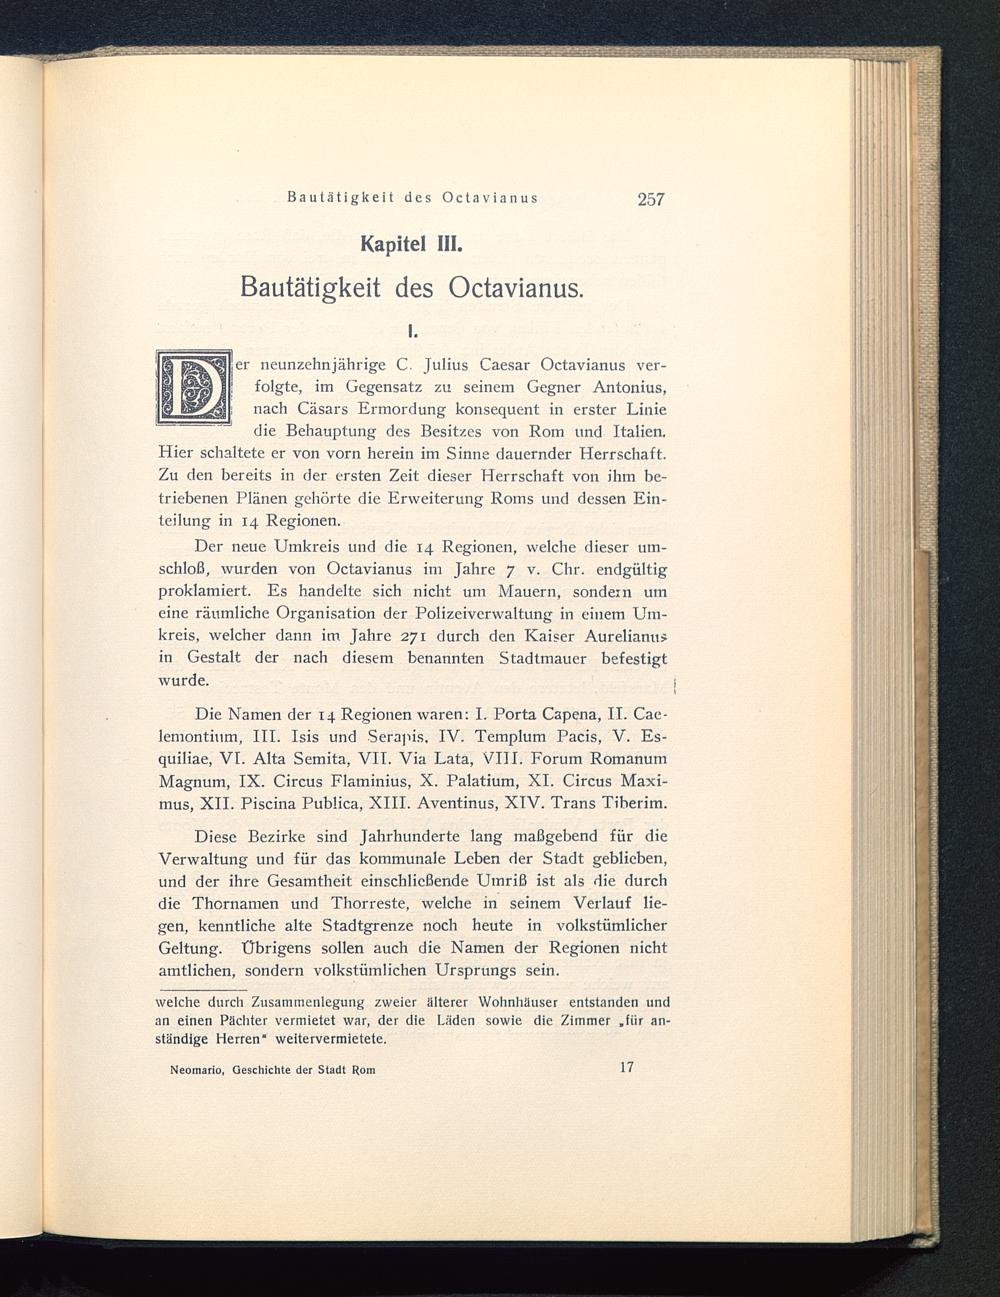 Bautätigkeit des Octavianus 257
Kapitel III.
Bautätigkeit des Octavianus.
I.
Der neunzehnjährige C. Julius Caesar Octavianus ver-
folgte, im Gegensatz zu seinem Gegner Antonius,
nach Cäsars Ermordung konsequent in erster Linie
die Behauptung des Besitzes von Rom und Italien.
Hier schaltete er von vorn herein im Sinne dauernder Herrschaft.
Zu den bereits in der ersten Zeit dieser Herrschaft von ihm be-
triebenen Plänen gehörte die Erweiterung Roms und dessen Ein-
teilung in 14 Regionen.
Der neue Umkreis und die 14 Regionen, welche dieser um-
schloß, wurden von Octavianus im Jahre 7 v. Chr. endgültig
proklamiert. Es handelte sich nicht um Mauern, sondern um
eine räumliche Organisation der Polizeiverwaltung in einem Um-
kreis, welcher dann im Jahre 271 durch den Kaiser Aurelianus
in Gestalt der nach diesem benannten Stadtmauer befestigt
wurde.
Die Namen der 14 Regionen waren: I. Porta Capena, II. Cae-
lemontium, III. Isis und Serapis, IV. Templum Pacis, V. Es-
quiliae, VI. Alta Semita, VII. Via Lata, VIII. Forum Romanum
Magnum, IX. Circus Flaminius, X. Palatium, XI. Circus Maxi-
mus, XII. Piscina Publica, XIII. Aventinus, XIV. Trans Tiberim.
Diese Bezirke sind Jahrhunderte lang maßgebend für die
Verwaltung und für das kommunale Leben der Stadt geblieben,
und der ihre Gesamtheit einschließende Umriß ist als die durch
die Thornamen und Thorreste, welche in seinem Verlauf lie-
gen, kenntliche alte Stadtgrenze noch heute in volkstümlicher
Geltung. Übrigens sollen auch die Namen der Regionen nicht
amtlichen, sondern volkstümlichen Ursprungs sein.
welche durch Zusammenlegung zweier älterer Wohnhäuser entstanden und
an einen Pächter vermietet war, der die Läden sowie die Zimmer „für an-
ständige Herren" weitervermietete.
Neomario, Geschichte der Stadt Rom 17